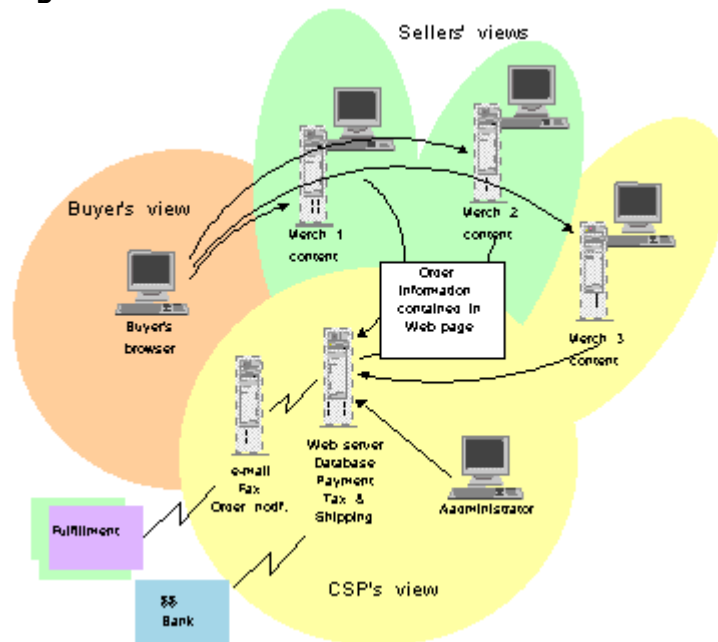 Sellers' views
Buyer's view
Merch 1
content
Merch 2
content
Merch 3
content
Buyer's
browser
Order
Information
contained in
Web page
e-mail
Fax
Order notif.
Web server
Database
Payment
Tax &
Shipping
Aadministrator
Fulfillment
CSP's view
$$
Bank